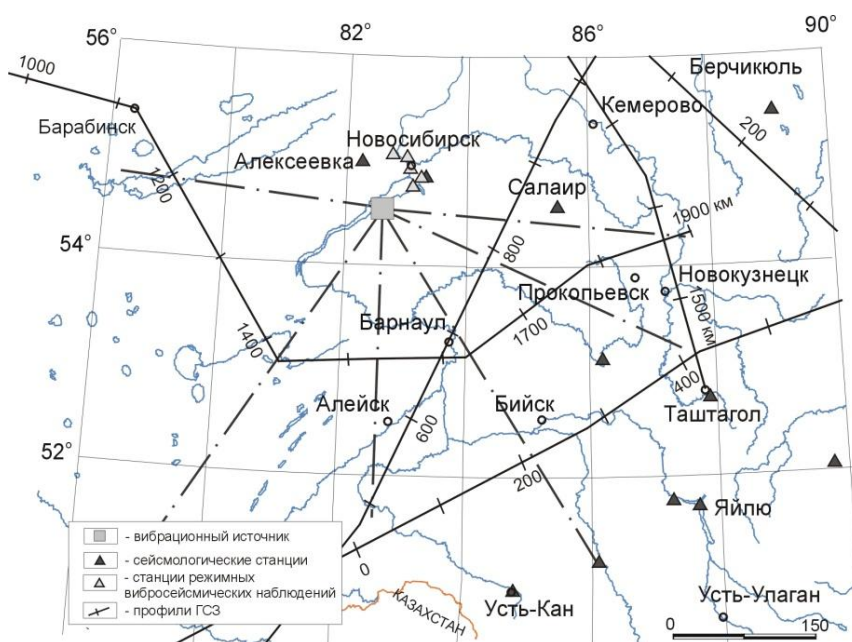 56°
82°
86°
90°
1000
Берчикюль
Кемерово
Барабинск
Новосибирск
Алексеевка
200
1200
Салаир
1900 км
54°
800
Новокузнецк
Прокопьевск
1500 км
Барнаул
1700
1400
400
Алейск
Бийск
Таштагол
600
52°
200
Яйлю
- вибрационный источник
- сейсмологические станции
- станции режимных
вибросейсмических наблюдений
- профили ГСЗ
0
КАЗАХСТАН
Усть-Кан
Усть-Улаган
0
150